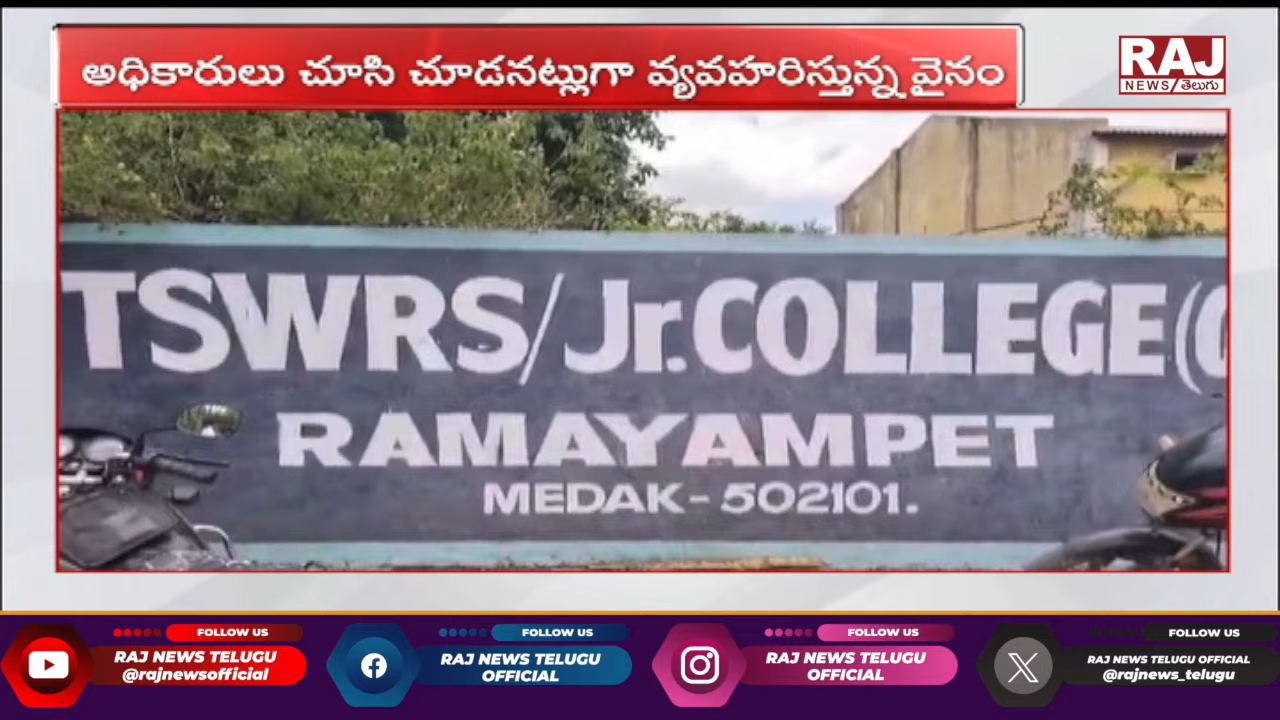 అధికారులు చూసి చూడనట్లుగా వ్యవహరిస్తున్న వైనం
RAJ
NEWS తెలుగు
TSWRS/Jr.COLLEGE(
RAMAYAMPET
MEDAK - 502101.
FOLLOW US
RAJ NEWS TELUGU
@rajnewsofficial
FOLLOW US
RAJ NEWS TELUGU
OFFICIAL
FOLLOW US
RAJ NEWS TELUGU
OFFICIAL
FOLLOW US
RAJ NEWS TELUGU OFFICIAL
@rajnews_telugu